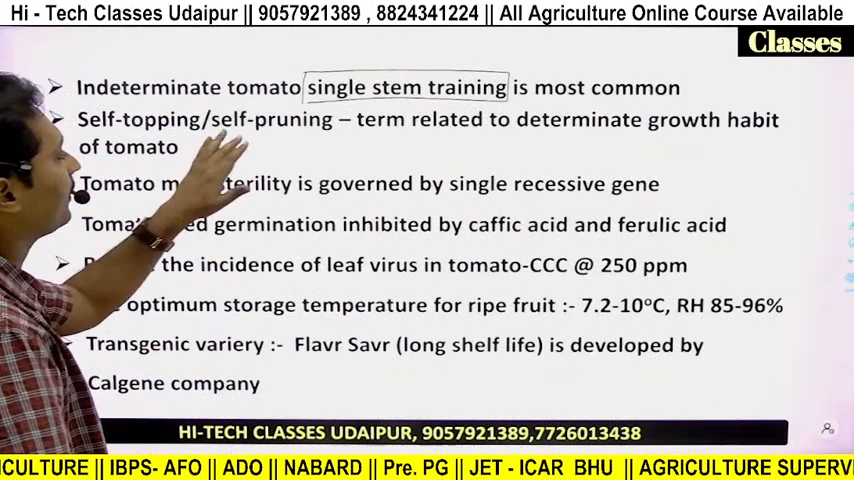 Hi - Tech Classes Udaipur || 9057921389 , 8824341224 || All Agriculture Online Course Available
Classes
Indeterminate tomato single stem training is most common
Self-topping/self-pruning – term related to determinate growth habit
of tomato
Tomato sterility is governed by single recessive gene
germination inhibited by caffic acid and ferulic acid
the incidence of leaf virus in tomato-CCC @ 250 ppm
optimum storage temperature for ripe fruit :- 7.2-10°C, RH 85-96%
Transgenic variery :- Flavr Savr (long shelf life) is developed by
Calgene company
HI-TECH CLASSES UDAIPUR, 9057921389,7726013438
ICULTURE || IBPS- AFO || ADO || NABARD || Pre. PG || JET - ICAR BHU || AGRICULTURE SUPERV